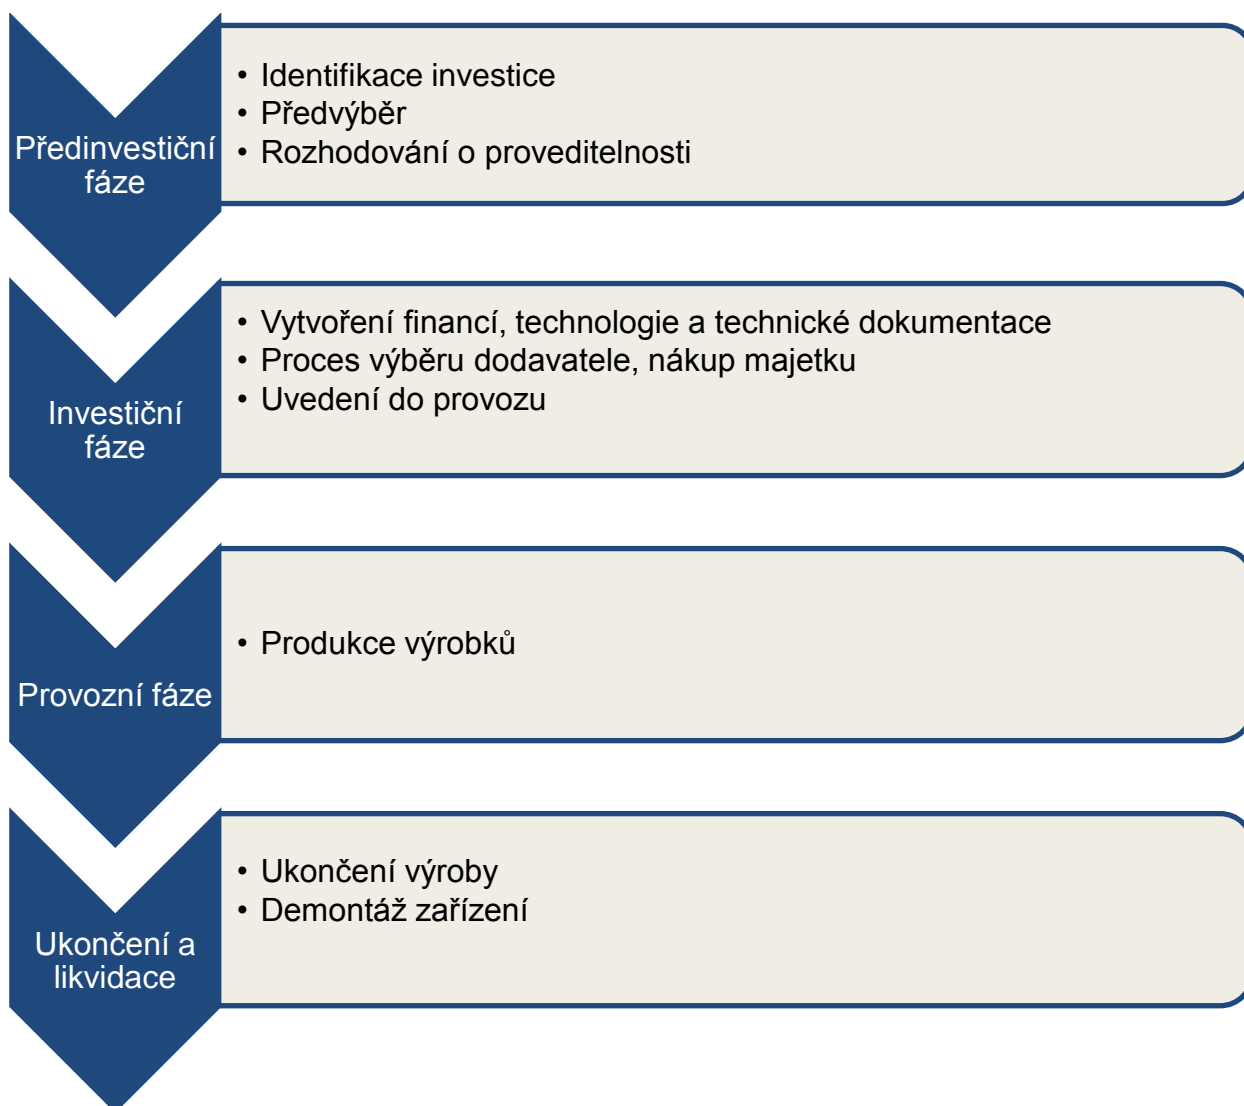 Předinvestiční
fáze
• Identifikace investice
• Předvýběr
• Rozhodování o proveditelnosti
Investiční
fáze
• Vytvoření financí, technologie a technické dokumentace
• Proces výběru dodavatele, nákup majetku
• Uvedení do provozu
Provozní fáze
• Produkce výrobků
Ukončení a
likvidace
• Ukončení výroby
• Demontáž zařízení